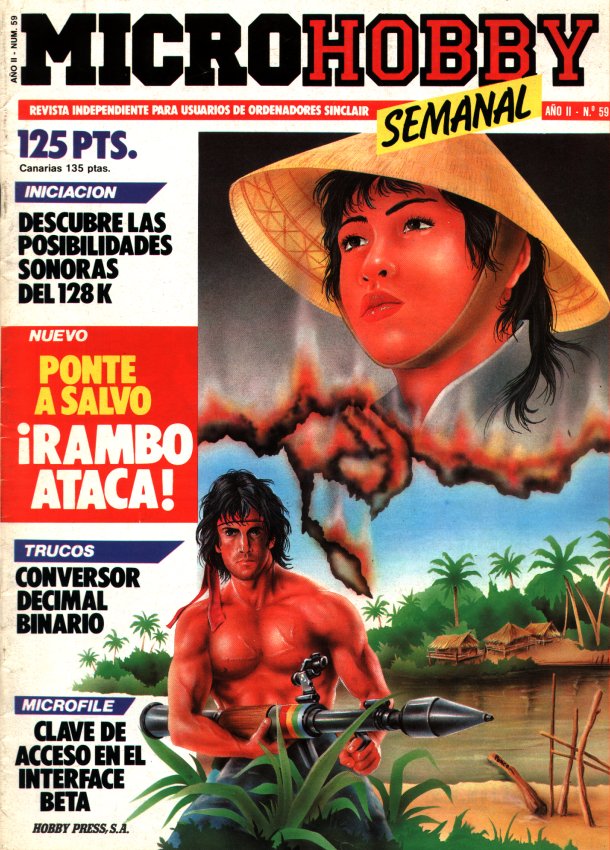 AÑO II - NUM. 59
MICROHOBBY
REVISTA INDEPENDIENTE PARA USUARIOS DE ORDENADORES SINCLAIR
SEMANAL
AÑO II - N.º 59
125 PTS.
Canarias 135 ptas.
INICIACION
DESCUBRE LAS
POSIBILIDADES
SONORAS
DEL 128 K
NUEVO
PONTE
A SALVO
¡RAMBO
ATACA!
TRUCOS
CONVERSOR
DECIMAL
BINARIO
MICROFILE
CLAVE DE
ACCESO EN EL
INTERFACE
BETA
HOBBY PRESS, S.A.